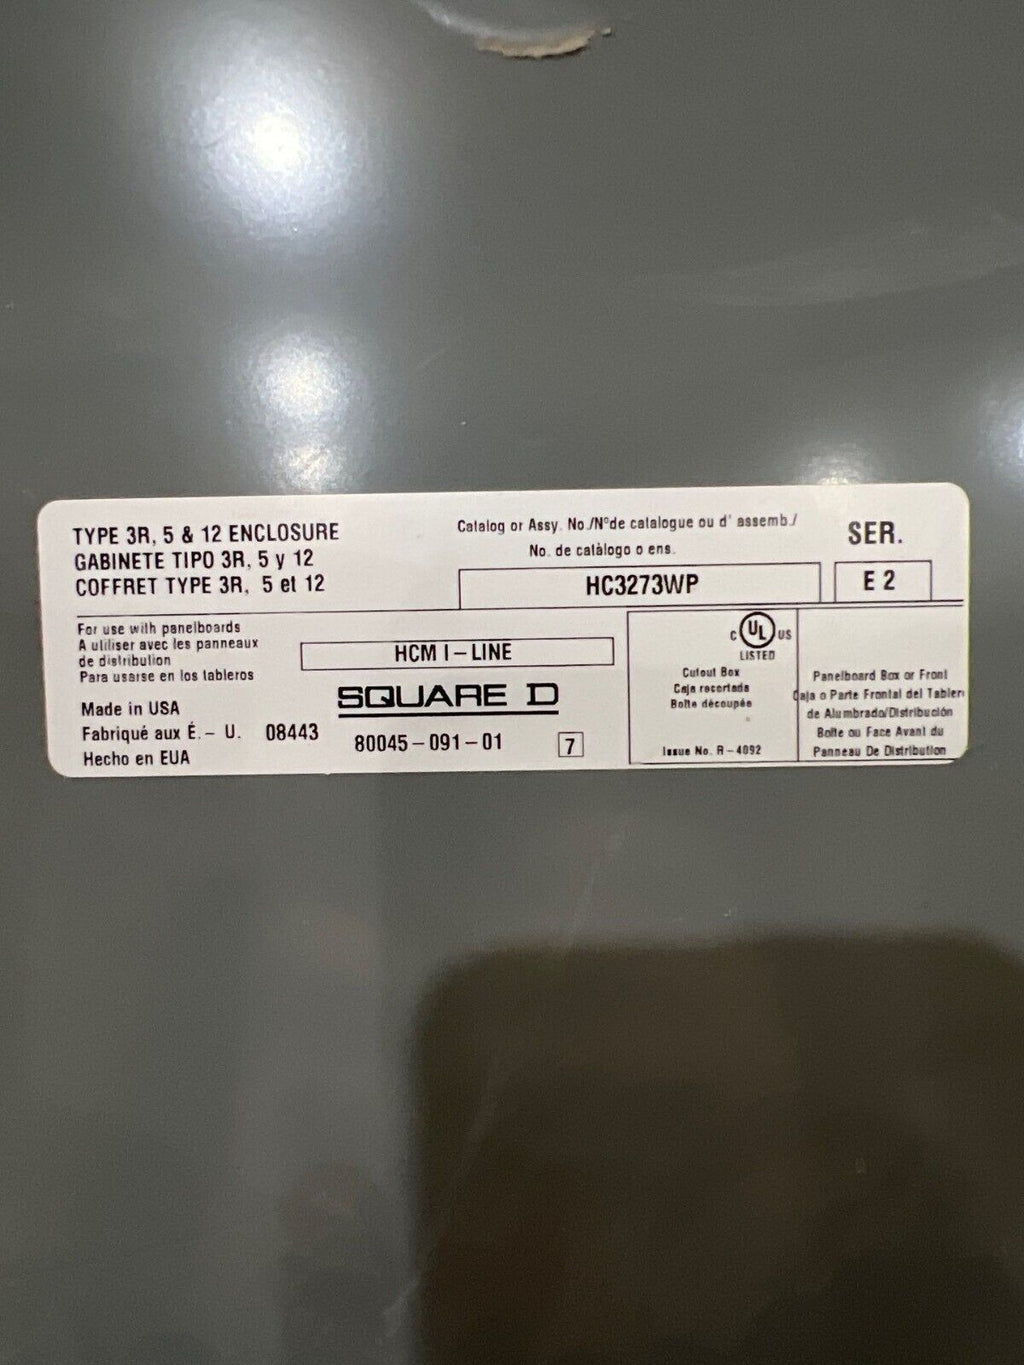 TYPE 3R, 5 & 12 ENCLOSURE
GABINETE TIPO 3R, 5 y 12
COFFRET TYPE 3R, 5 et 12
Catalog or Assy. No./N°de catalogue ou d' assemb./
No. de catàlogo o ens.
HC3273WP
SER.
E 2
For use with panelboards
A utiliser avec les panneaux
de distribution
Para usarse en los tableros
HCM I-LINE
Made in USA
Fabriqué aux É.- U. 08443
Hecho en EUA
SQUARE D
80045-091-01
7
C UL US
LISTED
Cutout Box
Caja recortada
Boîte découpée
Issue No. R-4092
Panelboard Box or Front
Caja o Parte Frontal del Tablero
de Alumbrado/Distribución
Boîte ou Face Avant du
Panneau De Distribution